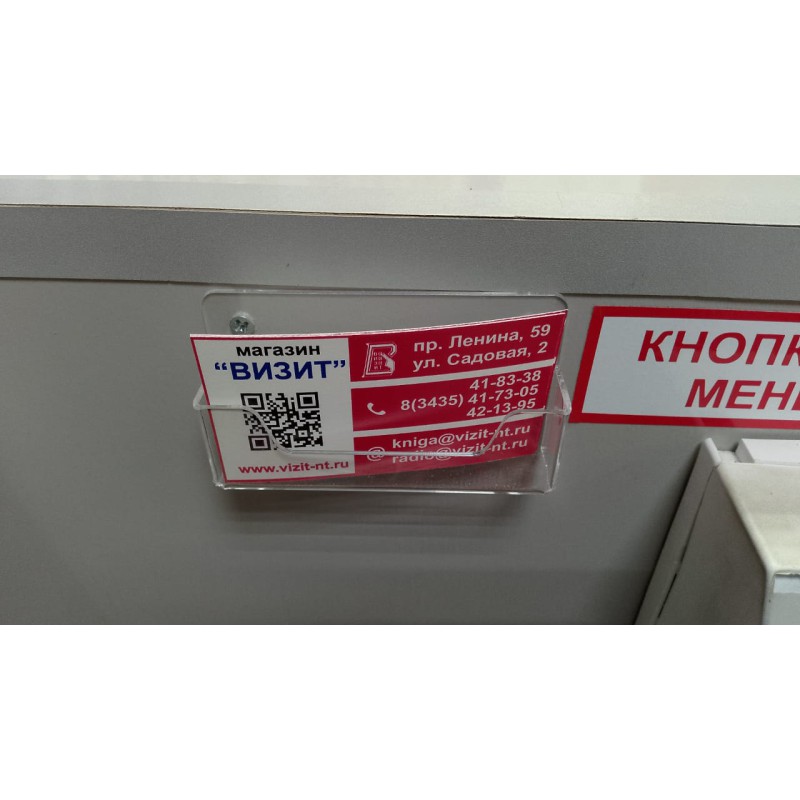 магазин
“ВИЗИТ”
www.vizit-nt.ru
пр. Ленина, 59
ул. Садовая, 2
41-83-38
8(3435) 41-73-05
42-13-95
@ kniga@vizit-nt.ru
radio@vizit-nt.ru
КНОПК
МЕН